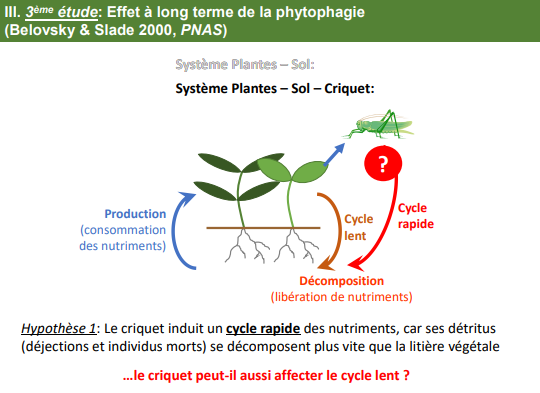 III. 3ème étude: Effet à long terme de la phytophagie
(Belovsky & Slade 2000, PNAS)
Système Plantes – Sol:
Système Plantes – Sol – Criquet:
?
Production
(consommation
des nutriments)
Cycle
lent
Cycle
rapide
Décomposition
(libération de nutriments)
Hypothèse 1: Le criquet induit un cycle rapide des nutriments, car ses détritus
(déjections et individus morts) se décomposent plus vite que la litière végétale
...le criquet peut-il aussi affecter le cycle lent ?